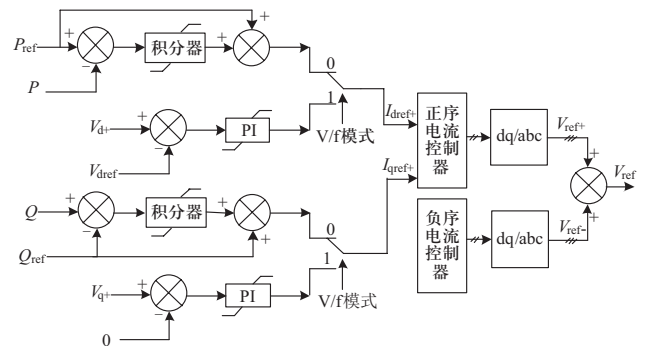 P_ref
+
−
P
积分器
+
+
0
1
V/f模式
V_d+
+
−
V_dref
PI
I_dref+
I_qref+
正序
电流
控制
器
dq/abc
V_ref+
+
V_ref
+
V_ref-
负序
电流
控制
器
dq/abc
Q
+
−
Q_ref
积分器
+
+
0
1
V/f模式
V_q+
+
−
0
PI